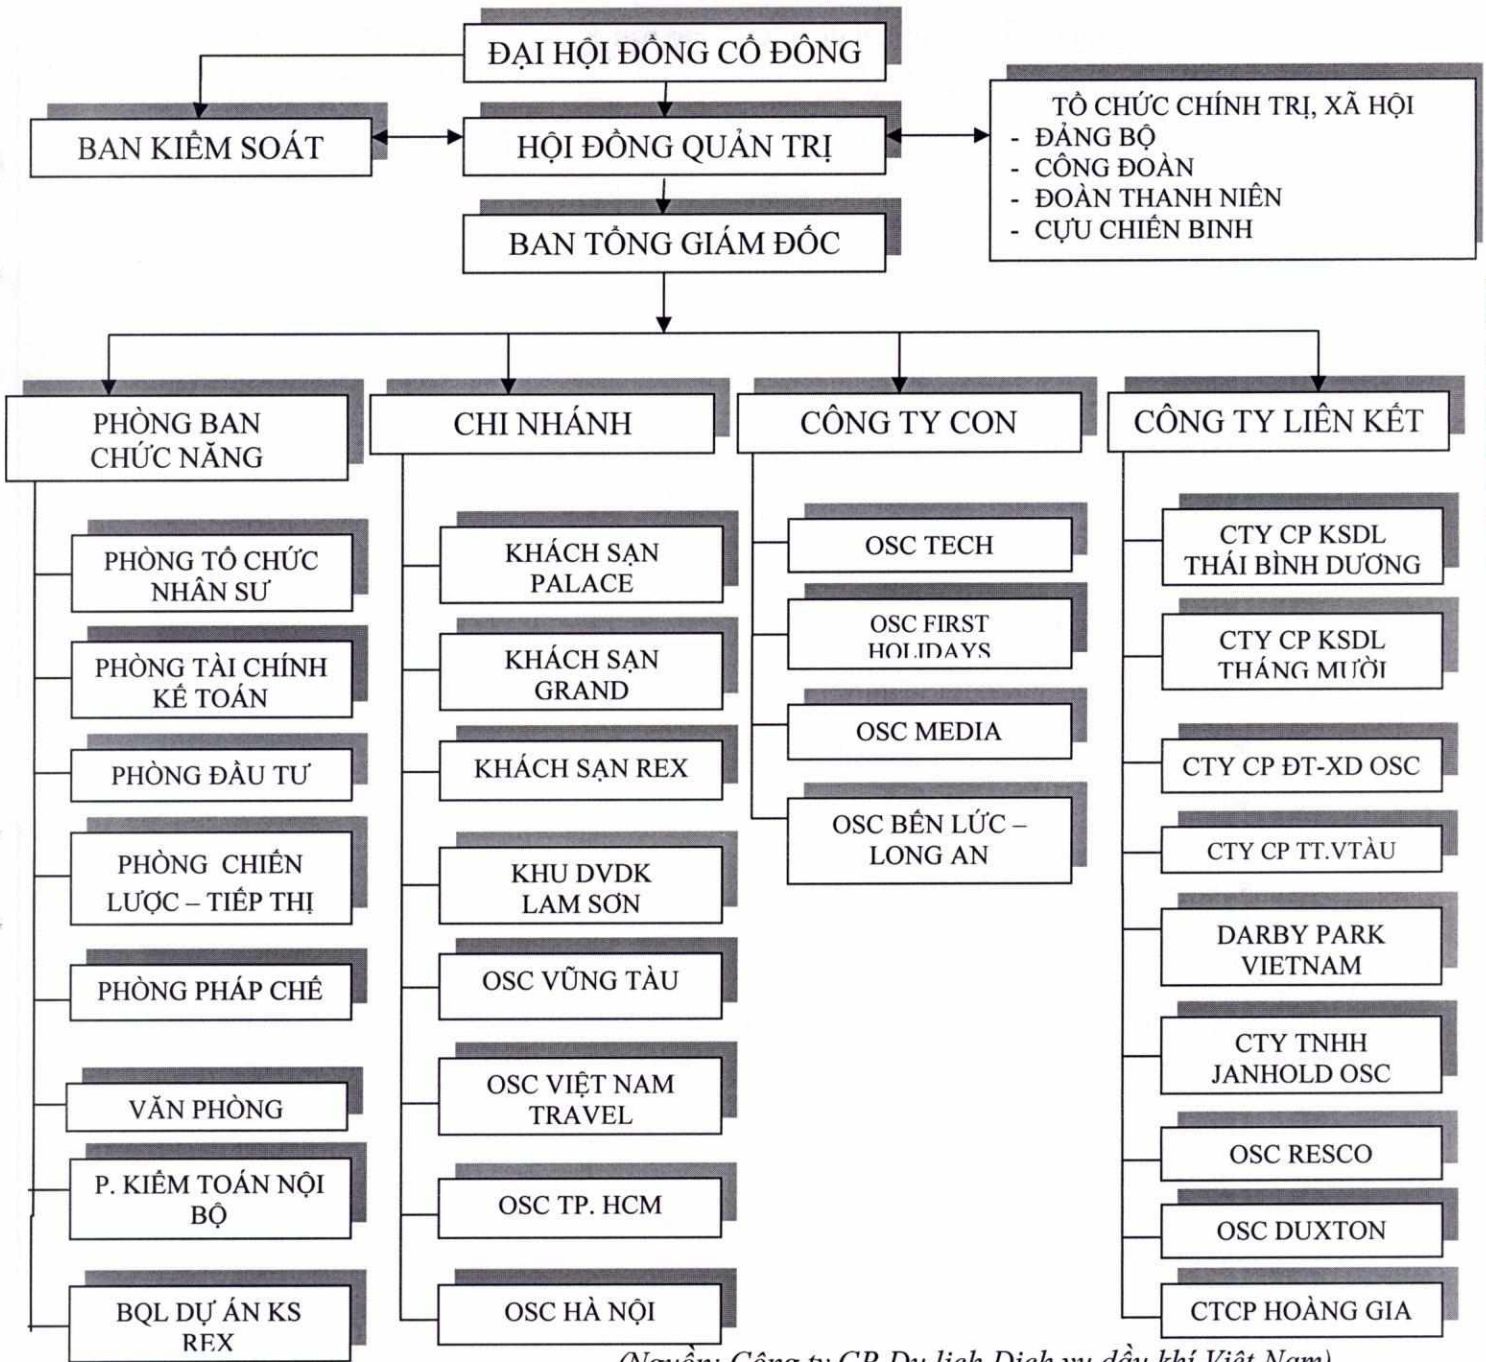 ĐẠI HỘI ĐỒNG CỔ ĐÔNG
BAN KIỂM SOÁT
HỘI ĐỒNG QUẢN TRỊ
TỔ CHỨC CHÍNH TRỊ, XÃ HỘI
- ĐẢNG BỘ
- CÔNG ĐOÀN
- ĐOÀN THANH NIÊN
- CỰU CHIẾN BINH
BAN TỔNG GIÁM ĐỐC
PHÒNG BAN
CHỨC NĂNG
PHÒNG TỔ CHỨC
NHÂN SƯ
PHÒNG TÀI CHÍNH
KẾ TOÁN
PHÒNG ĐẦU TƯ
PHÒNG CHIẾN
LƯỢC – TIẾP THỊ
PHÒNG PHÁP CHẾ
VĂN PHÒNG
P. KIỂM TOÁN NỘI
BỘ
BQL DỰ ÁN KS
REX
CHI NHÁNH
KHÁCH SẠN
PALACE
KHÁCH SẠN
GRAND
KHÁCH SẠN REX
KHU DVDK
LAM SƠN
OSC VŨNG TÀU
OSC VIỆT NAM
TRAVEL
OSC TP. HCM
OSC HÀ NỘI
CÔNG TY CON
OSC TECH
OSC FIRST
HOLIDAYS
OSC MEDIA
OSC BẾN LỨC –
LONG AN
CÔNG TY LIÊN KẾT
CTY CP KSDL
THÁI BÌNH DƯƠNG
CTY CP KSDL
THÁNG MƯỜI
CTY CP ĐT-XD OSC
CTY CP TT.VTÀU
DARBY PARK
VIETNAM
CTY TNHH
JANHOLD OSC
OSC RESCO
OSC DUXTON
CTCP HOÀNG GIA
(Nguồn: Công ty CP Du lịch Dịch vụ dầu khí Việt Nam)